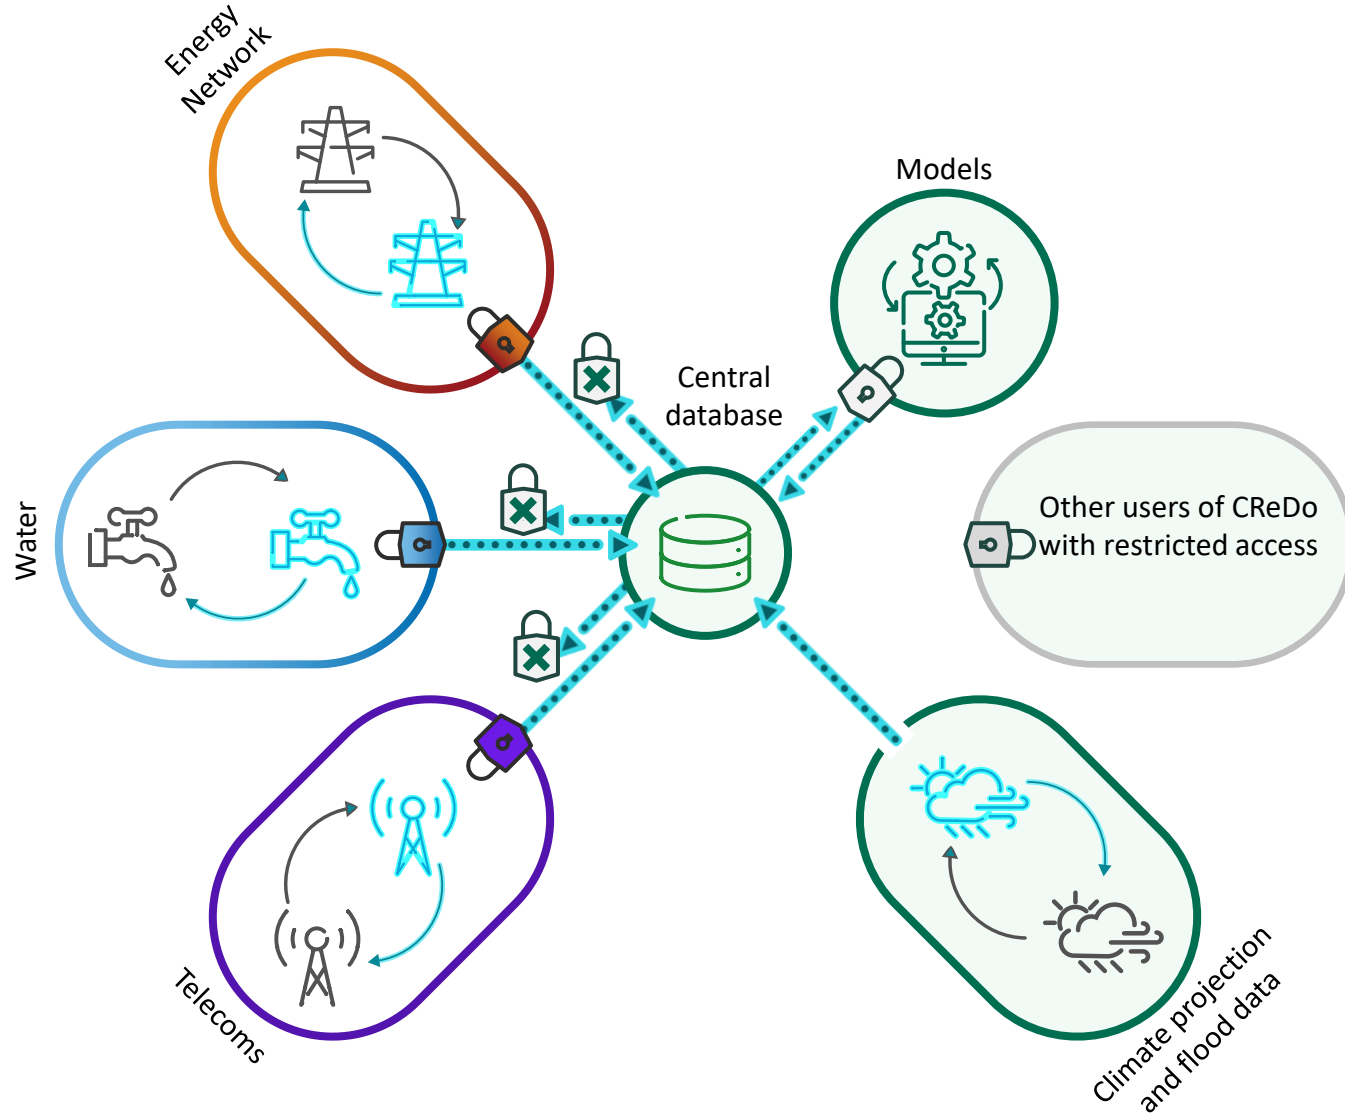 Energy
Network
Models
Central
database
Water
Other users of CReDo
with restricted access
Telecoms
Climate projection
and flood data